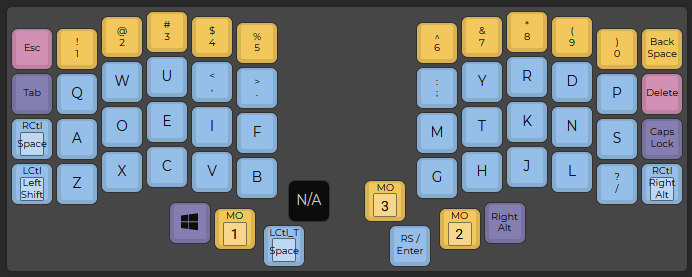 Esc ! @ # $ % ^ & * ( ) Back
1 2 3 4 5 6 7 8 9 0 Space
Tab Q W U < > : Y R D P Delete
, . ;
RCtl A O E I F M T K N S Caps
Space Lock
LCtl Z X C V B G H J L ? RCtl
Left / Right
Shift Alt
N/A
MO MO MO Right
1 3 2 Alt
LCtl_T RS /
Space Enter